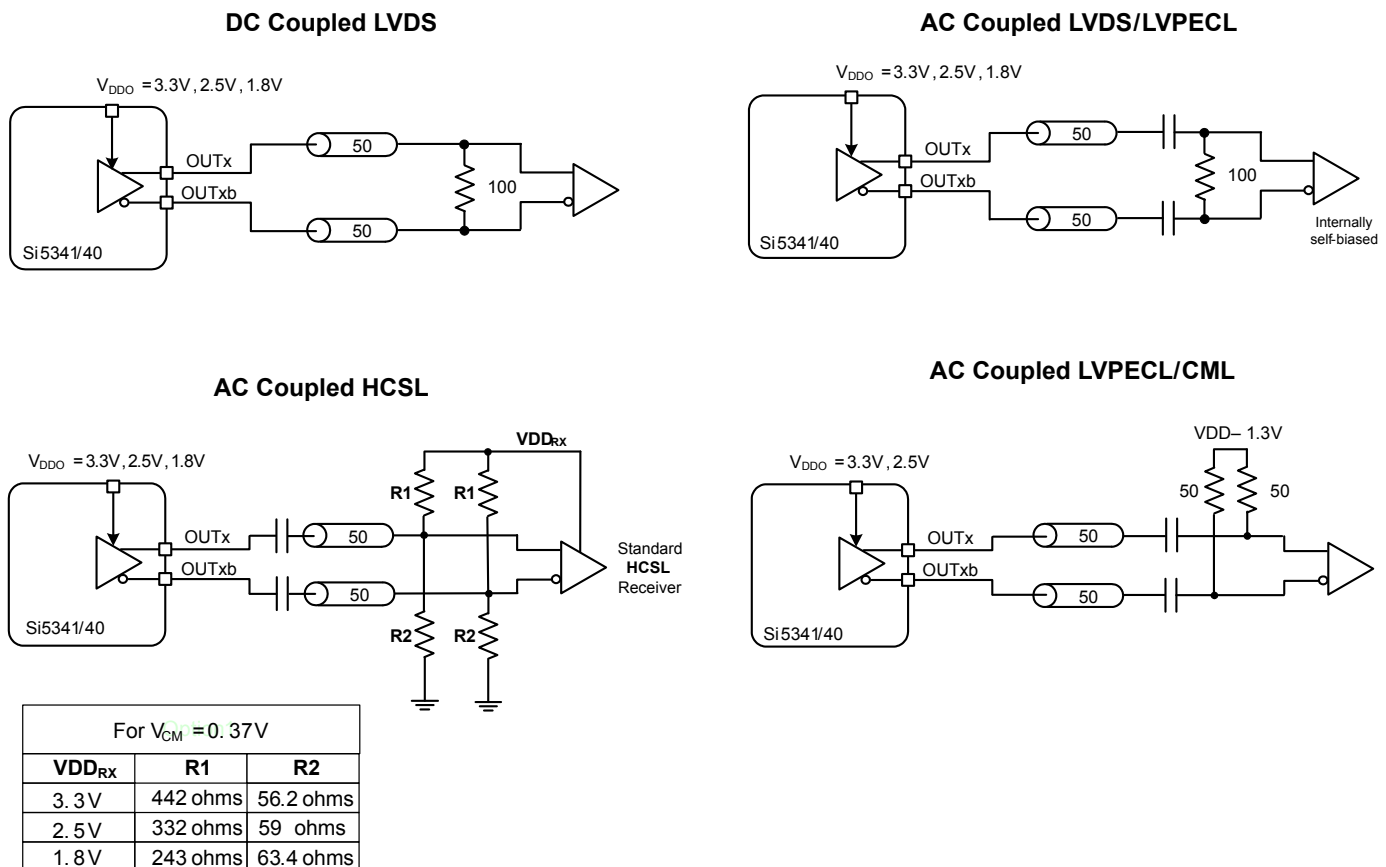 DC Coupled LVDS
VDDO =3.3V, 2.5V, 1.8V
OUTx
OUTxb
50
50
100
Si5341/40
AC Coupled LVDS/LVPECL
VDDO =3.3V, 2.5V, 1.8V
OUTx
OUTxb
50
50
100
Internally
self-biased
Si5341/40
AC Coupled HCSL
VDDO =3.3V, 2.5V, 1.8V
VDDRX
R1
R1
OUTx
OUTxb
50
50
Standard
HCSL
Receiver
R2
R2
Si5341/40
AC Coupled LVPECL/CML
VDDO =3.3V, 2.5V
VDD– 1.3V
50
50
OUTx
OUTxb
50
50
Si5341/40
For VCM =0. 37V
VDDRX R1 R2
3. 3V 442 ohms 56.2 ohms
2. 5V 332 ohms 59 ohms
1. 8V 243 ohms 63.4 ohms